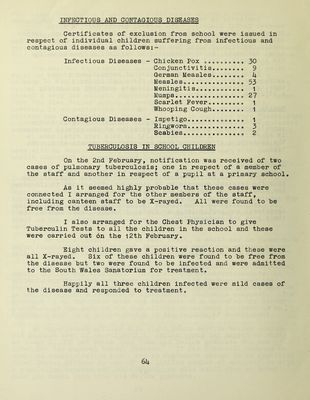 INFECTIOUS AND CONTAGIOUS DISEASES
Certificates of exclusion from school were issued in
respect of individual children suffering from infectious and
contagious diseases as follows:-
Infectious Diseases - Chicken Pox .......... 30
Conjunctivitis........ 9
German Measles........ 4
Measles............... 53
Meningitis............ 1
Mumps................. 27
Scarlet Fever......... 1
Whooping Cough........ 1
Contagious Diseases - Impetigo.............. 1
Ringworm.............. 3
Scabies............... 2
TUBERCULOSIS IN SCHOOL CHILDREN
On the 2nd February, notification was received of two
cases of pulmonary tuberculosis; one in respect of a member of
the staff and another in respect of a pupil at a primary school.
As it seemed highly probable that these cases were
connected I arranged for the other members of the staff,
including canteen staff to be X-rayed. All were found to be
free from the disease.
I also arranged for the Chest Physician to give
Tuberculin Tests to all the children in the school and these
were carried out on the 12th February.
Eight children gave a positive reaction and these were
all X-rayed. Six of these children were found to be free from
the disease but two were found to be infected and were admitted
to the South Wales Sanatorium for treatment.
Happily all three children infected were mild cases of
the disease and responded to treatment.
64